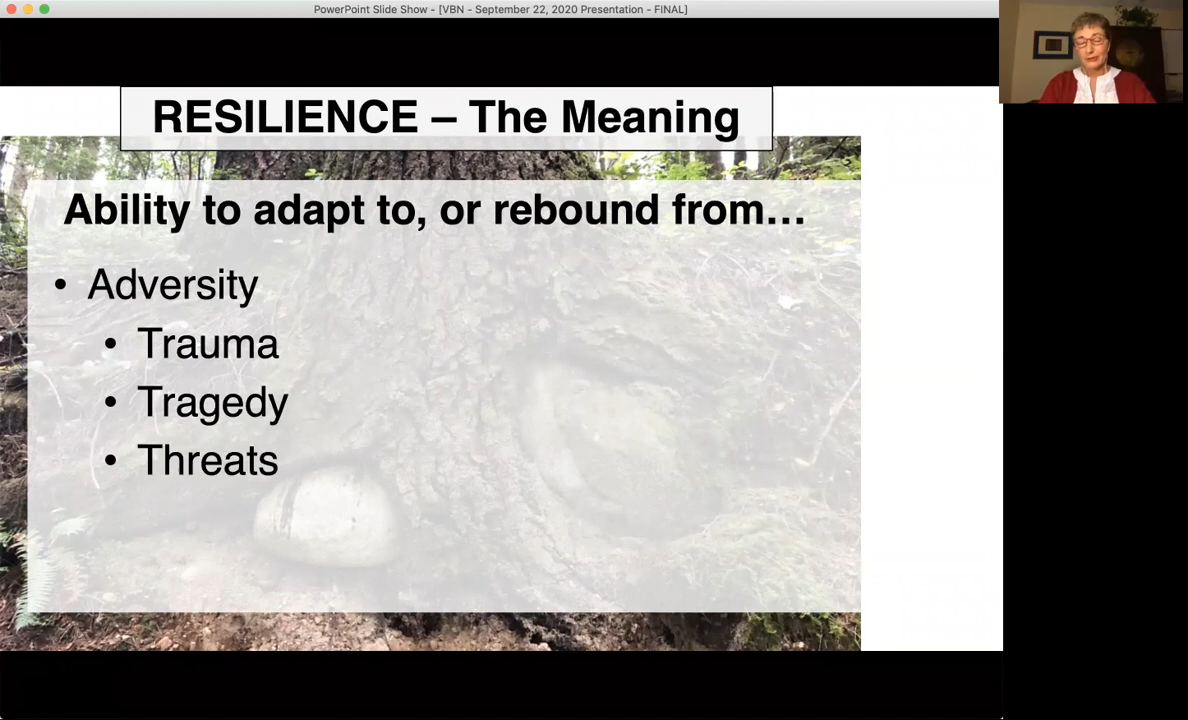 PowerPoint Slide Show - [VBN - September 22, 2020 Presentation - FINAL]
RESILIENCE – The Meaning
Ability to adapt to, or rebound from…
• Adversity
• Trauma
• Tragedy
• Threats